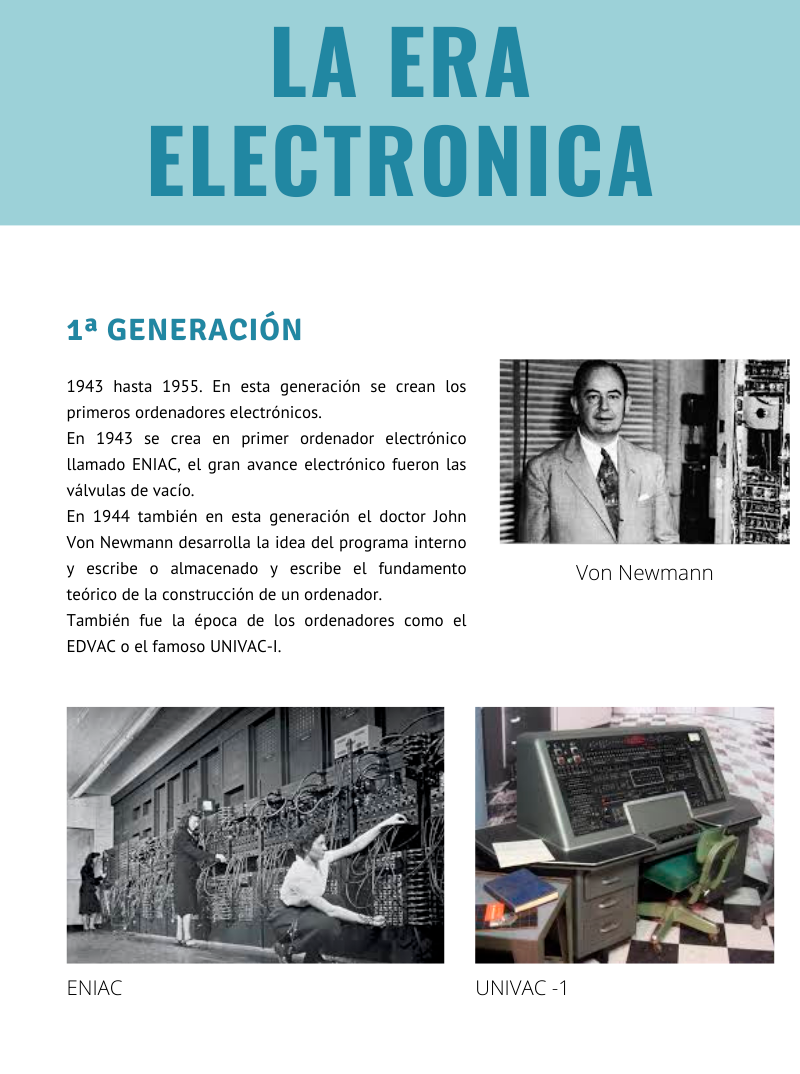 LA ERA
ELECTRONICA
1ª GENERACIÓN
1943 hasta 1955. En esta generación se crean los
primeros ordenadores electrónicos.
En 1943 se crea en primer ordenador electrónico
llamado ENIAC, el gran avance electrónico fueron las
válvulas de vacío.
En 1944 también en esta generación el doctor John
Von Newmann desarrolla la idea del programa interno
y escribe o almacenado y escribe el fundamento
teórico de la construcción de un ordenador.
También fue la época de los ordenadores como el
EDVAC o el famoso UNIVAC-I.
Von Newmann
ENIAC
UNIVAC -1